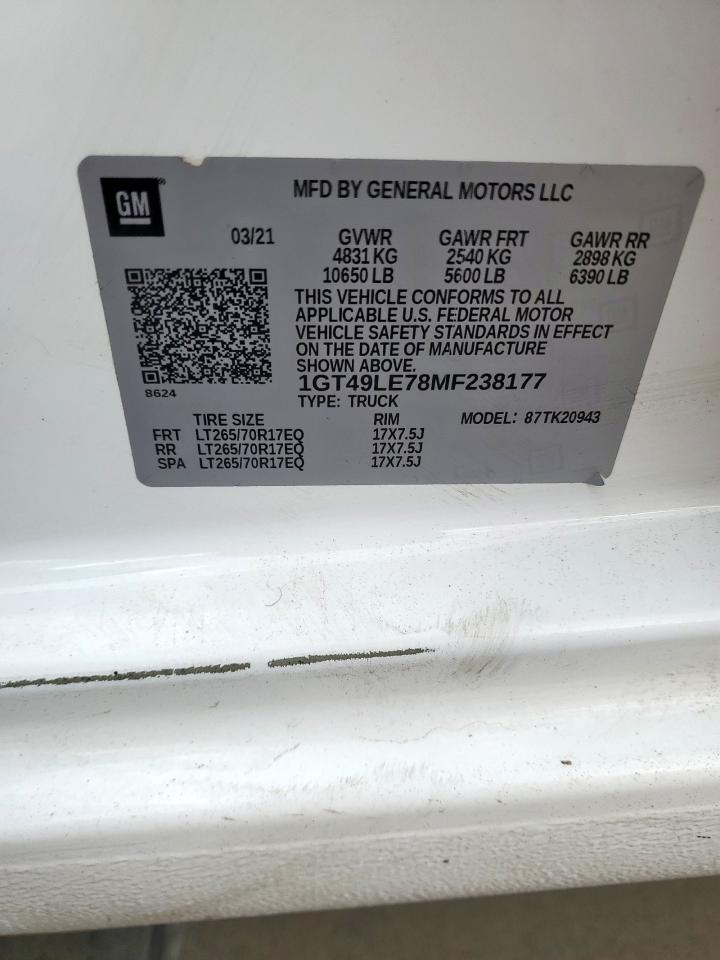 GM
MFD BY GENERAL MOTORS LLC
03/21 GVWR GAWR FRT GAWR RR
4831 KG 2540 KG 2898 KG
10650 LB 5600 LB 6390 LB
THIS VEHICLE CONFORMS TO ALL
APPLICABLE U.S. FEDERAL MOTOR
VEHICLE SAFETY STANDARDS IN EFFECT
ON THE DATE OF MANUFACTURE
SHOWN ABOVE.
1GT49LE78MF238177
8624
TYPE: TRUCK
TIRE SIZE RIM MODEL: 87TK20943
FRT LT265/70R17EQ 17X7.5J
RR LT265/70R17EQ 17X7.5J
SPA LT265/70R17EQ 17X7.5J